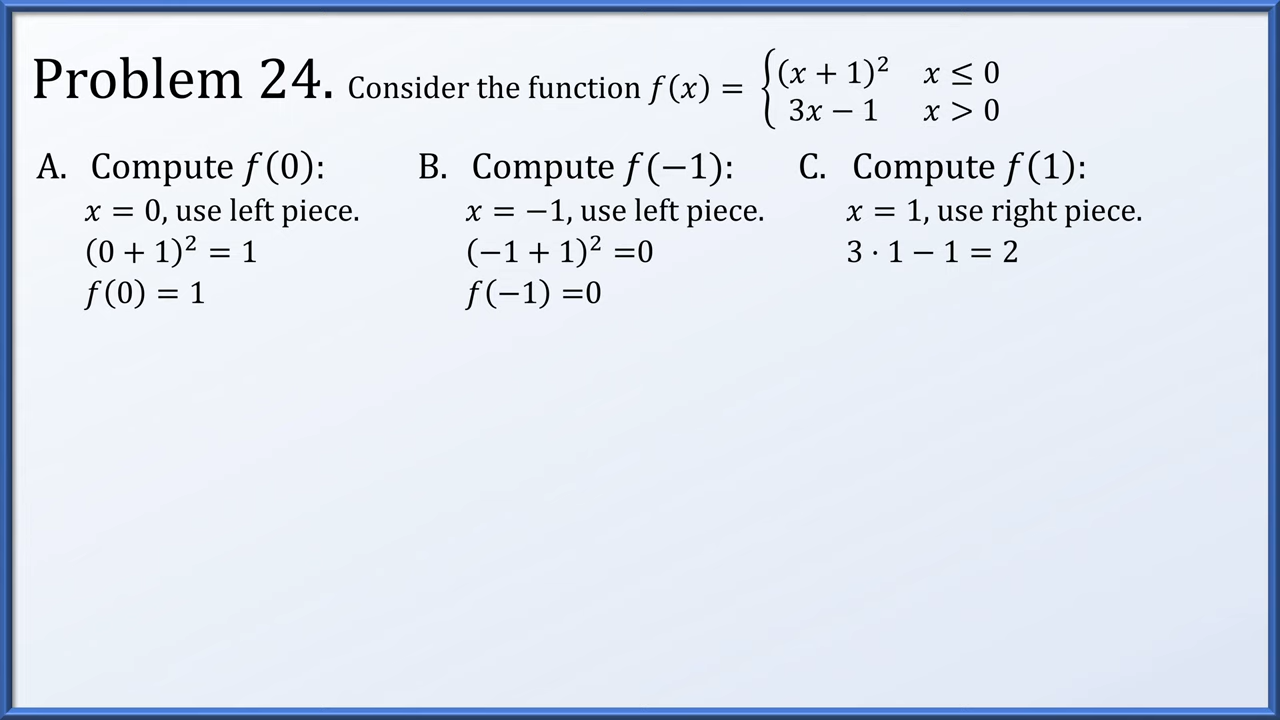 Problem 24. Consider the function f(x) = { (x + 1)² x ≤ 0
3x − 1 x > 0
A. Compute f(0):
x = 0, use left piece.
(0 + 1)² = 1
f(0) = 1
B. Compute f(−1):
x = −1, use left piece.
(−1 + 1)² =0
f(−1) =0
C. Compute f(1):
x = 1, use right piece.
3 · 1 − 1 = 2